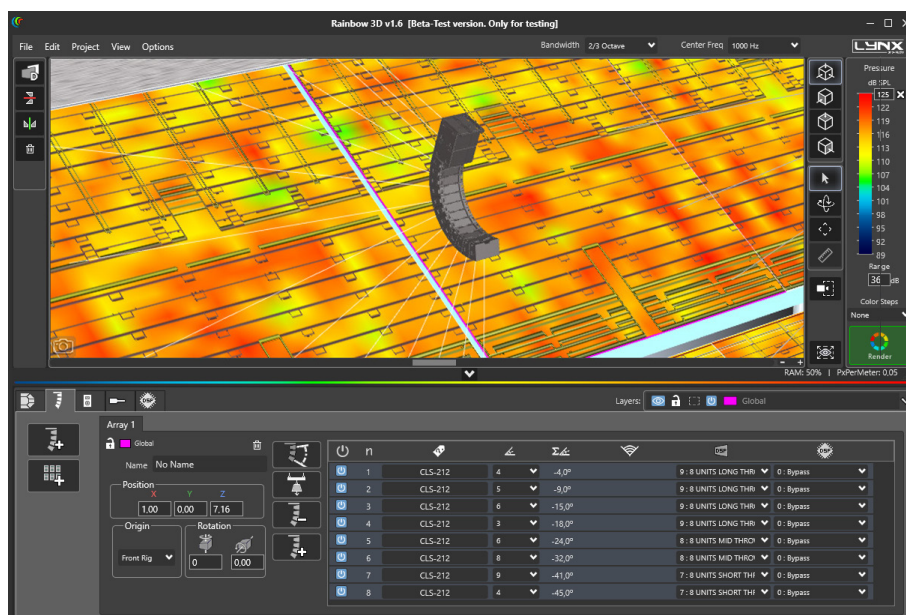 Rainbow 3D v1.6 [Beta-Test version. Only for testing]
File Edit Project View Options
Bandwidth 2/3 Octave Center Freq 1000 Hz
LYNX
Pressure
dB SPL
125
122
119
116
113
110
107
104
101
98
95
92
89
Range
36 dB
Color Steps
None
Render
RAM: 50% | PxPerMeter: 0.05
Layers: Global
Array 1
Global
Name No Name
Position
X Y Z
1.00 0.00 7.16
Origin Rotation
Front Rig 0 0.00
n Σ DSP DSP
1 CLS-212 4 -4,0º 9 : 8 UNITS LONG THR 0 : Bypass
2 CLS-212 5 -9,0º 9 : 8 UNITS LONG THR 0 : Bypass
3 CLS-212 6 -15,0º 9 : 8 UNITS LONG THR 0 : Bypass
4 CLS-212 3 -18,0º 9 : 8 UNITS LONG THR 0 : Bypass
5 CLS-212 6 -24,0º 8 : 8 UNITS MID THRO 0 : Bypass
6 CLS-212 8 -32,0º 8 : 8 UNITS MID THRO 0 : Bypass
7 CLS-212 9 -41,0º 7 : 8 UNITS SHORT THR 0 : Bypass
8 CLS-212 4 -45,0º 7 : 8 UNITS SHORT THR 0 : Bypass